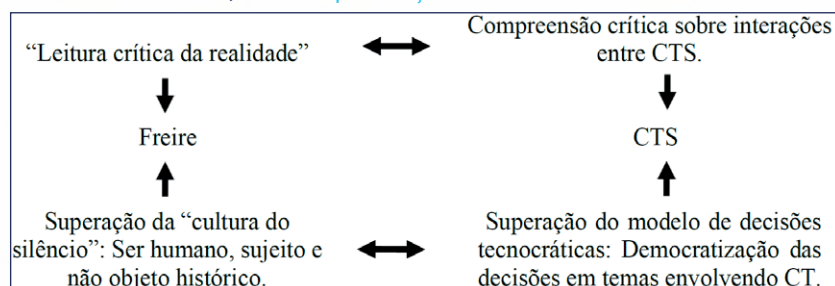 “Leitura crítica da realidade”
Compreensão crítica sobre interações
entre CTS.
Freire
CTS
Superação da “cultura do
silêncio”: Ser humano, sujeito e
não objeto histórico.
Superação do modelo de decisões
tecnocráticas: Democratização das
decisões em temas envolvendo CT.